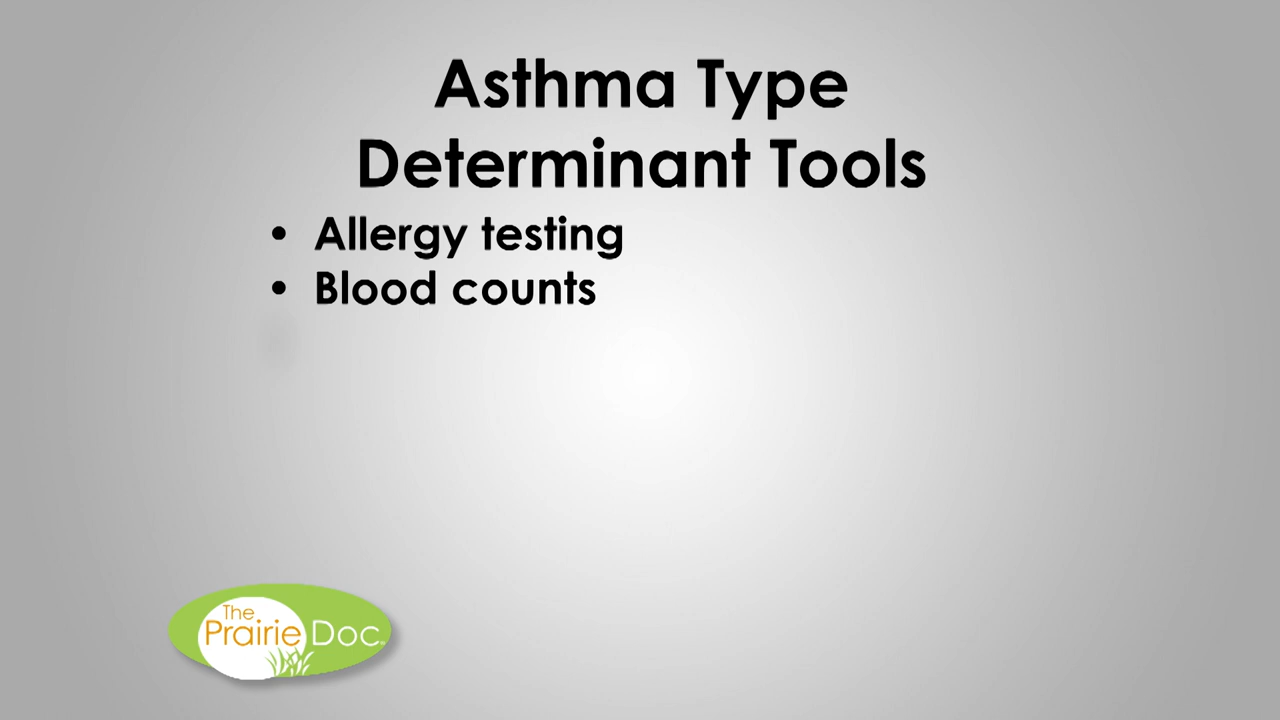 Asthma Type
Determinant Tools
• Allergy testing
• Blood counts
The
Prairie Doc